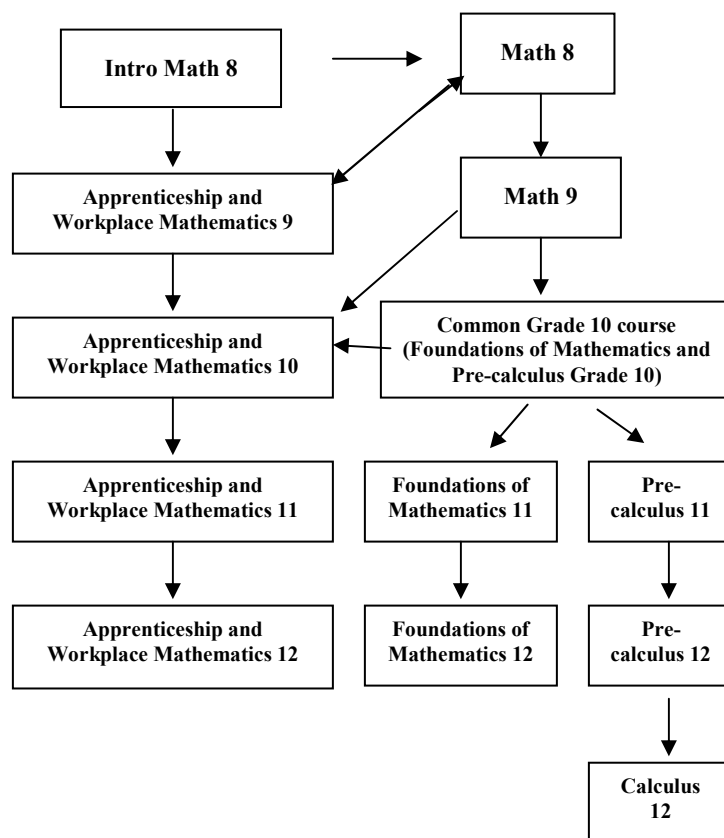 Intro Math 8
Math 8
Apprenticeship and
Workplace Mathematics 9
Math 9
Apprenticeship and
Workplace Mathematics 10
Common Grade 10 course
(Foundations of Mathematics and
Pre-calculus Grade 10)
Apprenticeship and
Workplace Mathematics 11
Foundations of
Mathematics 11
Pre-
calculus 11
Apprenticeship and
Workplace Mathematics 12
Foundations of
Mathematics 12
Pre-
calculus 12
Calculus
12